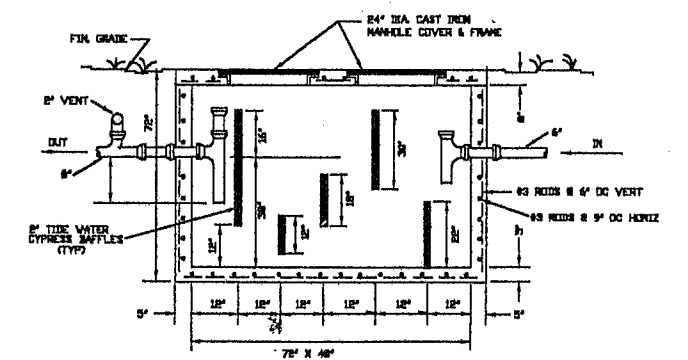 24" DIA. CAST IRON
MANHOLE COVER & FRAME
FIN. GRADE
2" VENT
OUT
72"
16"
30"
8"
6"
IN
38"
18"
12"
12"
22"
#3 RODS @ 6" OC VERT
#3 RODS @ 9" OC HORIZ
2" TIDE WATER
CYPRESS BAFFLES
(TYP)
5"
12"
12"
12"
12"
12"
12"
5"
72" X 48"